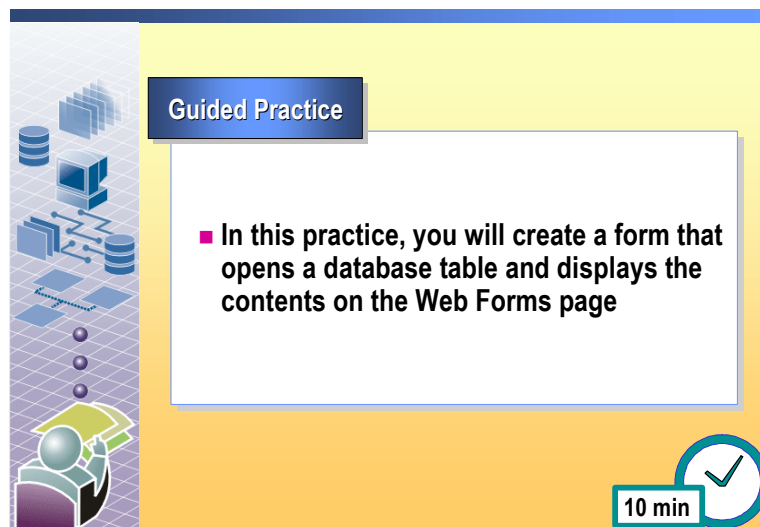 Guided Practice
■ In this practice, you will create a form that
opens a database table and displays the
contents on the Web Forms page
10 min